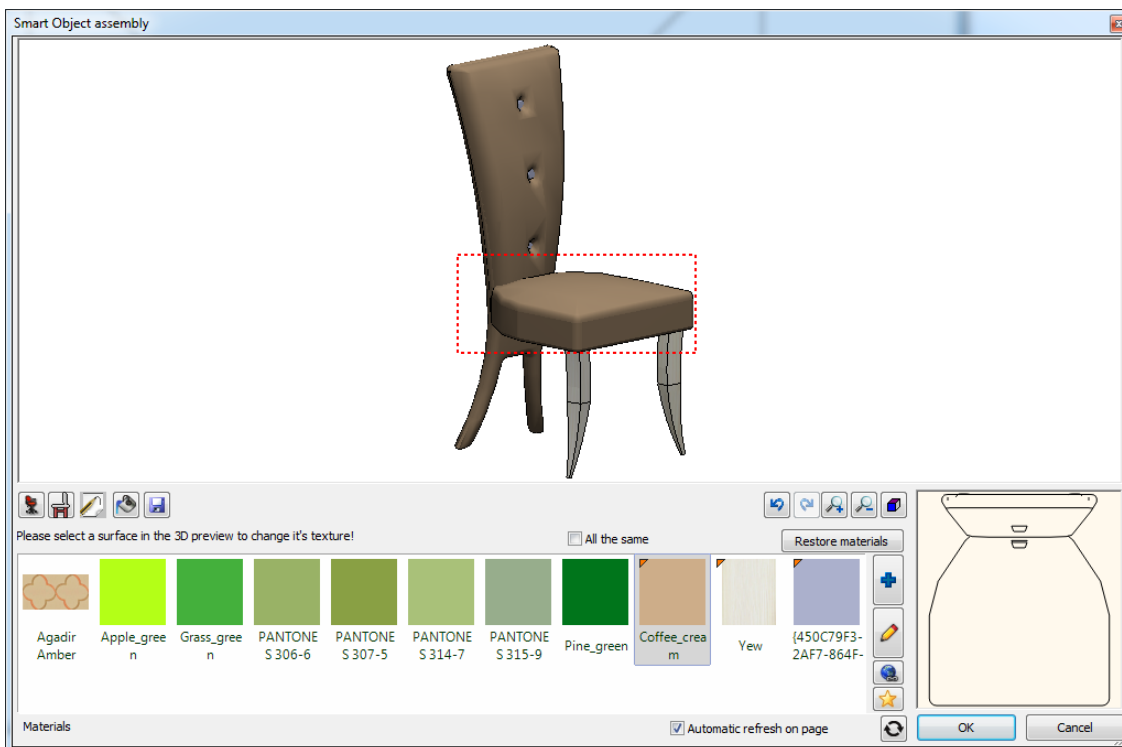 Smart Object assembly
Please select a surface in the 3D preview to change it's texture!
All the same
Restore materials
Agadir
Amber
Apple_gree
n
Grass_gree
n
PANTONE
S 306-6
PANTONE
S 307-5
PANTONE
S 314-7
PANTONE
S 315-9
Pine_green
Coffee_crea
m
Yew
{450C79F3-
2AF7-864F-
Materials
Automatic refresh on page
OK
Cancel